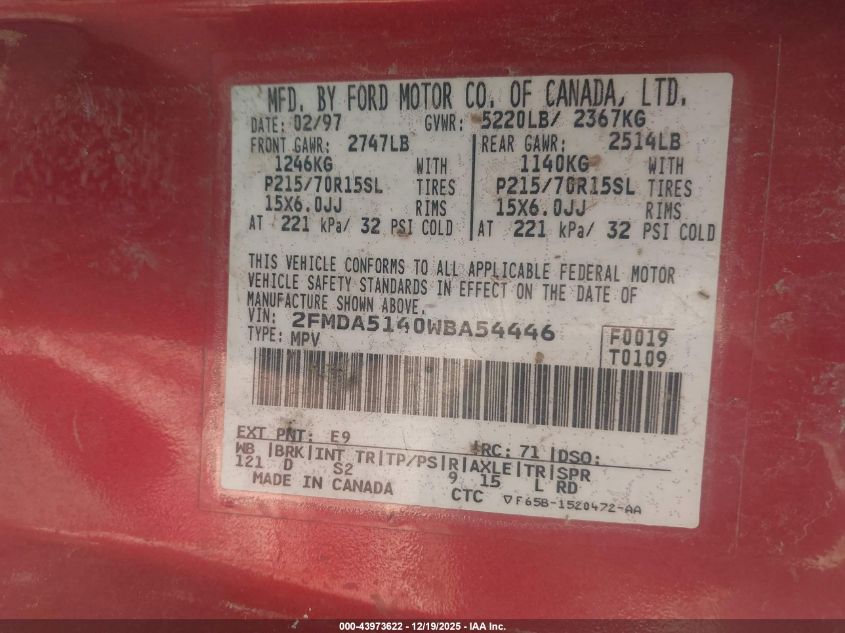 MFD. BY FORD MOTOR CO. OF CANADA, LTD.
DATE: 02/97 GVWR: 5220LB/ 2367KG
FRONT GAWR: 2747LB REAR GAWR: 2514LB
1246KG WITH 1140KG WITH
P215/70R15SL TIRES P215/70R15SL TIRES
15X6.0JJ RIMS 15X6.0JJ RIMS
AT 221 kPa/ 32 PSI COLD AT 221 kPa/ 32 PSI COLD
THIS VEHICLE CONFORMS TO ALL APPLICABLE FEDERAL MOTOR
VEHICLE SAFETY STANDARDS IN EFFECT ON THE DATE OF
MANUFACTURE SHOWN ABOVE.
VIN: 2FMDA5140WBA54446 F0019
TYPE: MPV T0109
EXT PNT: E9 RC: 71 DSO:
WB |BRK|INT TR|TP/PS|R|AXLE|TR|SPR
121 D S2 9 15 L RD
MADE IN CANADA CTC ▽F65B-1520472-AA
000-43973622 - 12/19/2025 - IAA Inc.